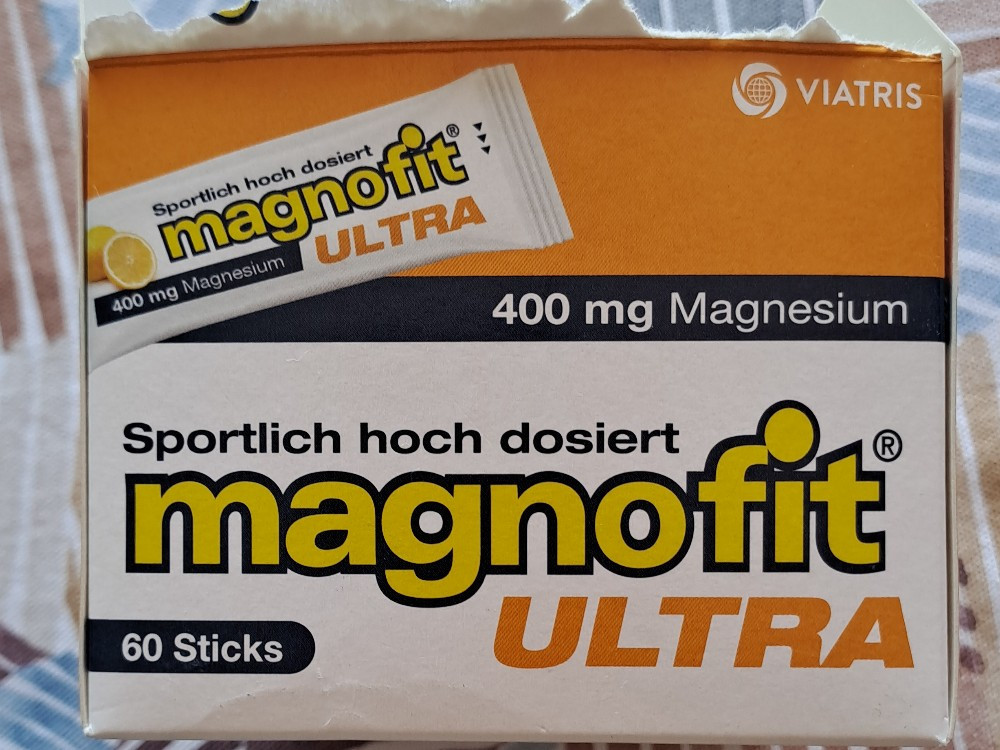 VIATRIS
Sportlich hoch dosiert
magnofit®
ULTRA
400 mg Magnesium
400 mg Magnesium
Sportlich hoch dosiert
magnofit®
ULTRA
60 Sticks